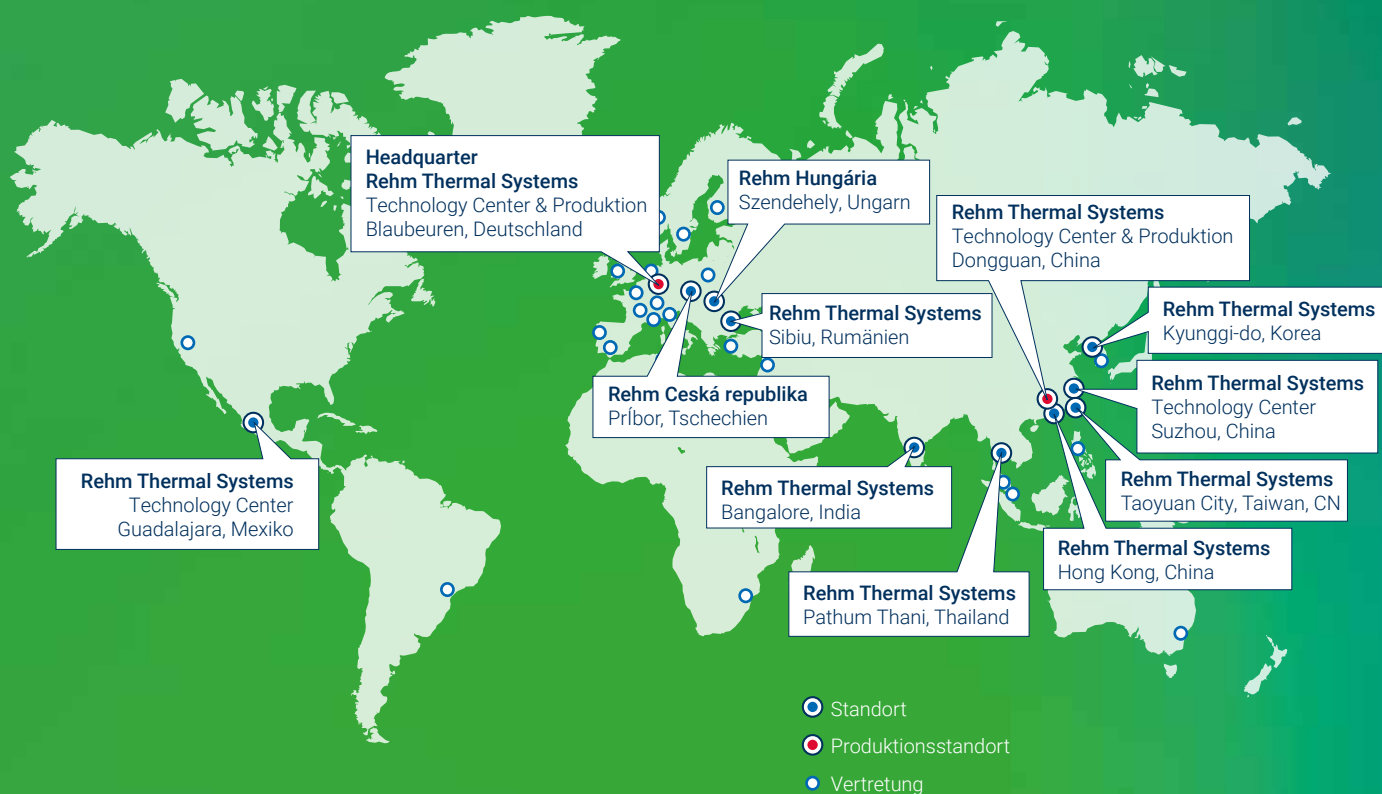 Headquarter
Rehm Thermal Systems
Technology Center & Produktion
Blaubeuren, Deutschland
Rehm Hungária
Szendehely, Ungarn
Rehm Thermal Systems
Technology Center & Produktion
Dongguan, China
Rehm Thermal Systems
Sibiu, Rumänien
Rehm Thermal Systems
Kyunggi-do, Korea
Rehm Ceská republika
PrÍbor, Tschechien
Rehm Thermal Systems
Technology Center
Suzhou, China
Rehm Thermal Systems
Technology Center
Guadalajara, Mexiko
Rehm Thermal Systems
Bangalore, India
Rehm Thermal Systems
Taoyuan City, Taiwan, CN
Rehm Thermal Systems
Hong Kong, China
Rehm Thermal Systems
Pathum Thani, Thailand
Standort
Produktionsstandort
Vertretung